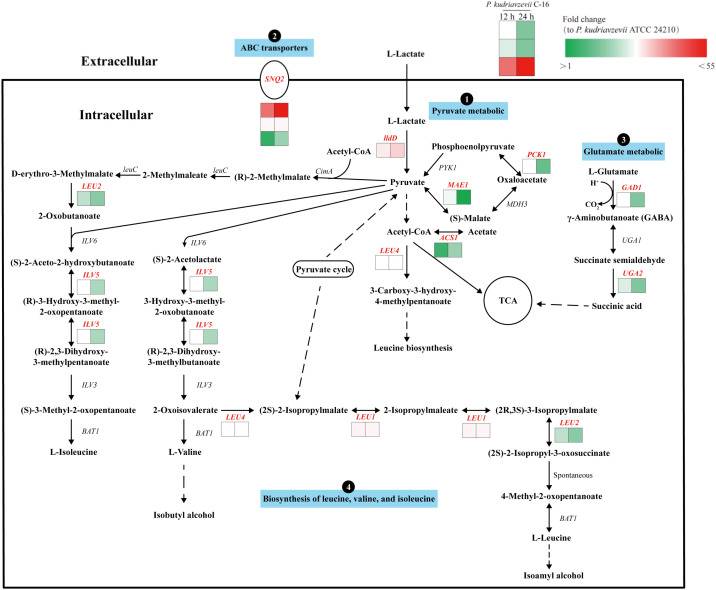 P. kudriavzevii C-16
12 h 24 h
Fold change
(to P. kudriavzevii ATCC 24210)
>1
<55
2
ABC transporters
Extracellular
L-Lactate
SNQ2
Intracellular
L-Lactate
1
Pyruvate metabolic
3
Glutamate metabolic
lldD
Acetyl-CoA
Phosphoenolpyruvate
PCK1
PYK1
Oxaloacetate
L-Glutamate
H+
GAD1
CO2
γ-Aminobutanoate (GABA)
D-erythro-3-Methylmalate
leuC
2-Methylmaleate
leuC
(R)-2-Methylmalate
CimA
Pyruvate
MAE1
MDH3
(S)-Malate
LEU2
2-Oxobutanoate
Acetyl-CoA
Acetate
ACS1
UGA1
ILV6
ILV6
LEU4
(S)-2-Aceto-2-hydroxybutanoate
(S)-2-Acetolactate
Succinate semialdehyde
Pyruvate cycle
UGA2
ILV5
ILV5
3-Carboxy-3-hydroxy-
4-methylpentanoate
TCA
Succinic acid
(R)-3-Hydroxy-3-methyl-
2-oxopentanoate
3-Hydroxy-3-methyl-
2-oxobutanoate
ILV5
ILV5
Leucine biosynthesis
(R)-2,3-Dihydroxy-
3-methylpentanoate
(R)-2,3-Dihydroxy-
3-methylbutanoate
ILV3
ILV3
(S)-3-Methyl-2-oxopentanoate
2-Oxoisovalerate
LEU4
(2S)-2-Isopropylmalate
LEU1
2-Isopropylmaleate
LEU1
(2R,3S)-3-Isopropylmalate
BAT1
BAT1
LEU2
L-Isoleucine
L-Valine
(2S)-2-Isopropyl-3-oxosuccinate
4
Spontaneous
Biosynthesis of leucine, valine, and isoleucine
4-Methyl-2-oxopentanoate
Isobutyl alcohol
BAT1
L-Leucine
Isoamyl alcohol